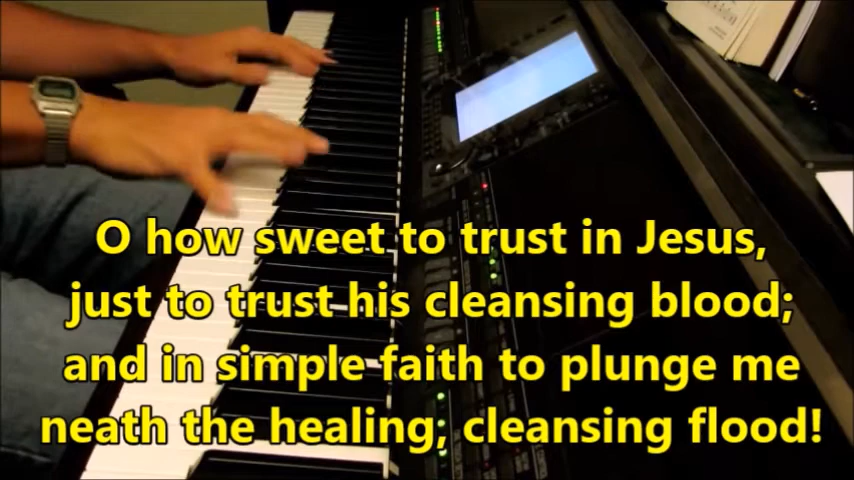 O how sweet to trust in Jesus,
just to trust his cleansing blood;
and in simple faith to plunge me
neath the healing, cleansing flood!